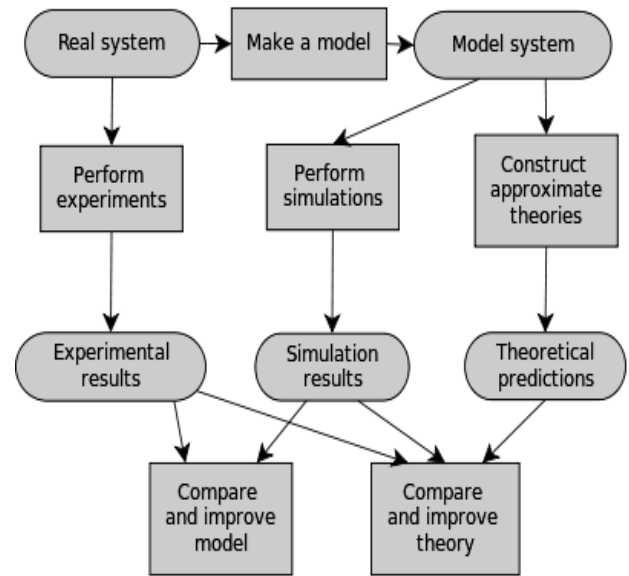 Real system
Make a model
Model system
Perform
experiments
Perform
simulations
Construct
approximate
theories
Experimental
results
Simulation
results
Theoretical
predictions
Compare
and improve
model
Compare
and improve
theory